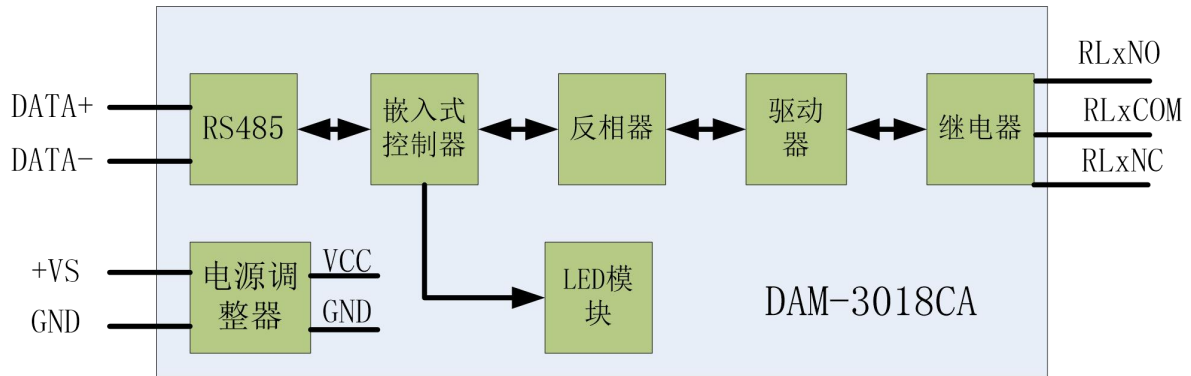 RLxNO
DATA+
RS485
嵌入式
控制器
反相器
驱动
器
继电器
RLxCOM
DATA-
RLxNC
+VS
电源调
整器
VCC
LED模
块
DAM-3018CA
GND
GND